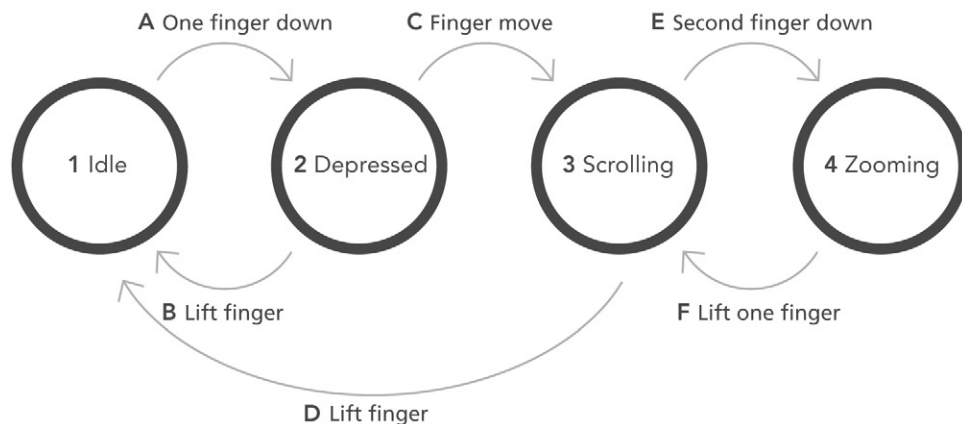 A One finger down
C Finger move
E Second finger down
1 Idle
2 Depressed
3 Scrolling
4 Zooming
B Lift finger
F Lift one finger
D Lift finger